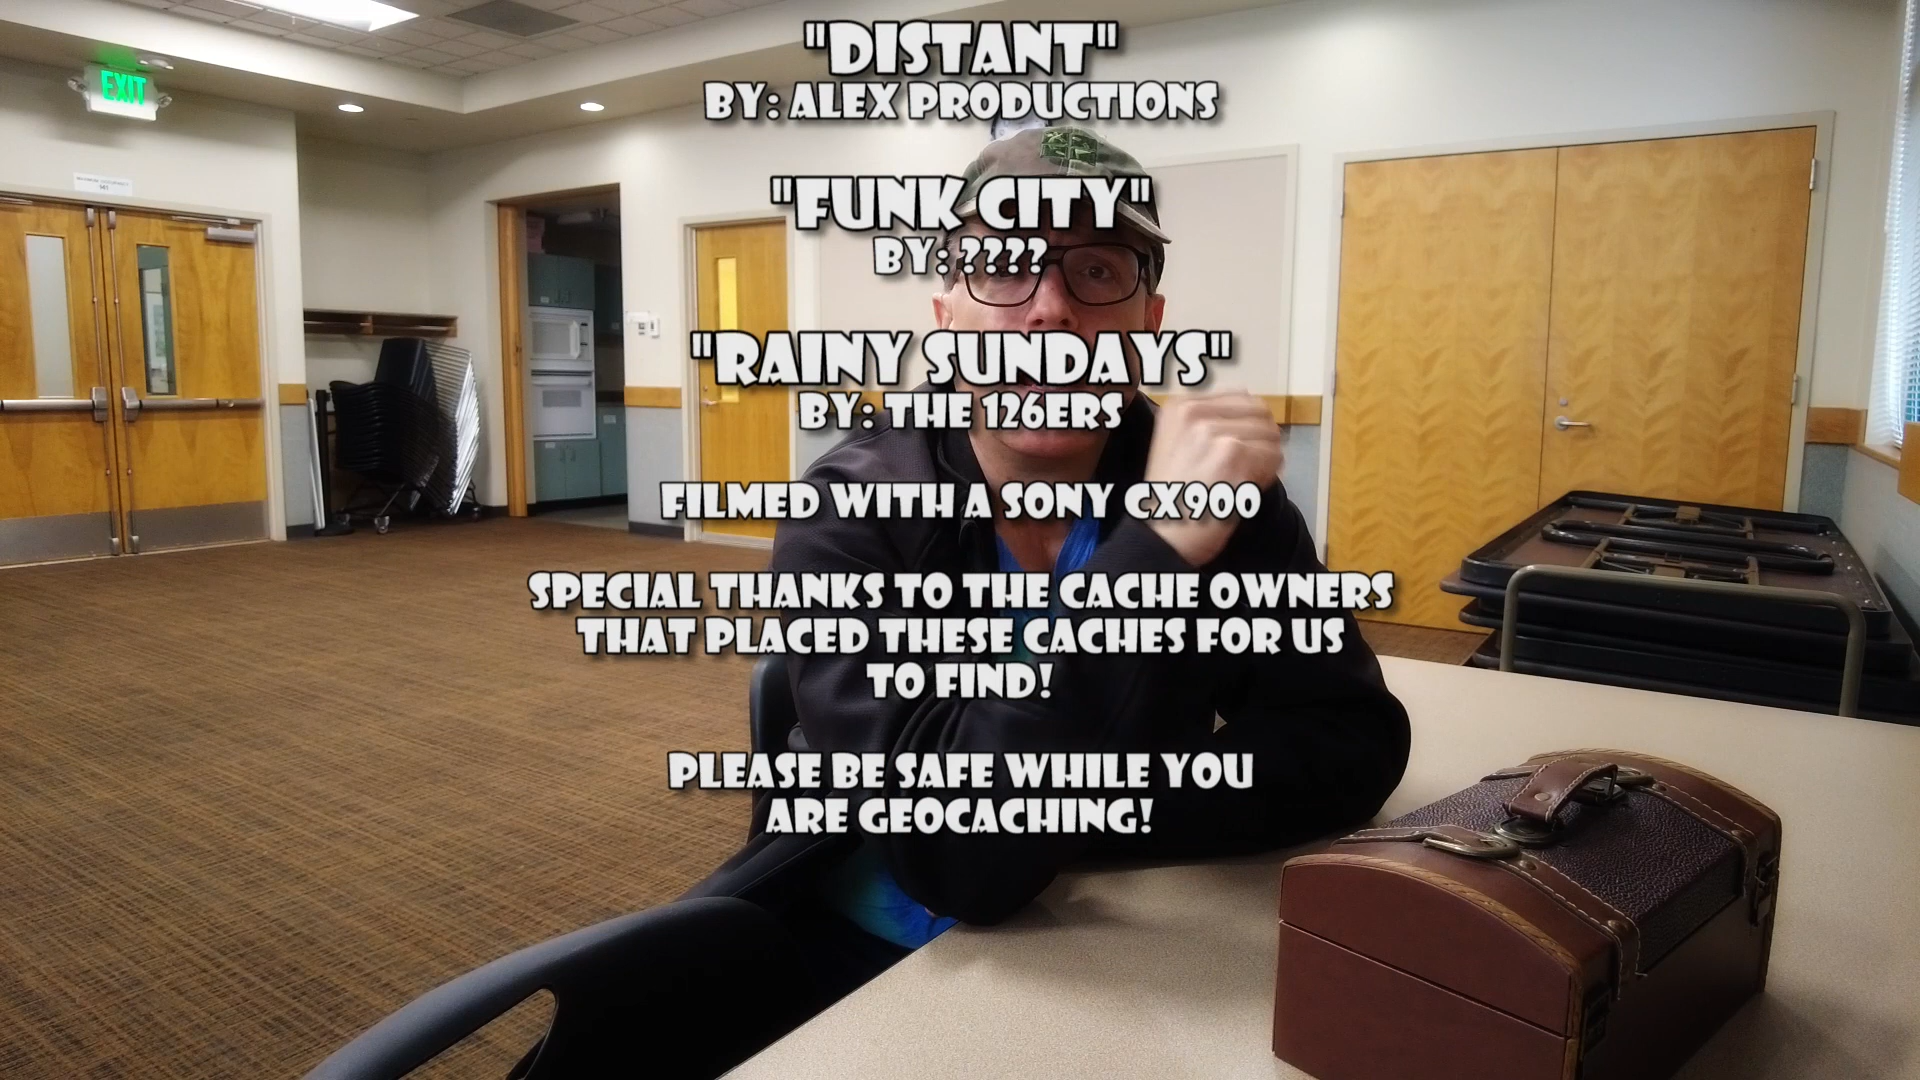 "DISTANT"
BY: ALEX PRODUCTIONS
EXIT
"FUNK CITY"
BY: ????
"RAINY SUNDAYS"
BY: THE 126ERS
FILMED WITH A SONY CX900
SPECIAL THANKS TO THE CACHE OWNERS
THAT PLACED THESE CACHES FOR US
TO FIND!
PLEASE BE SAFE WHILE YOU
ARE GEOCACHING!